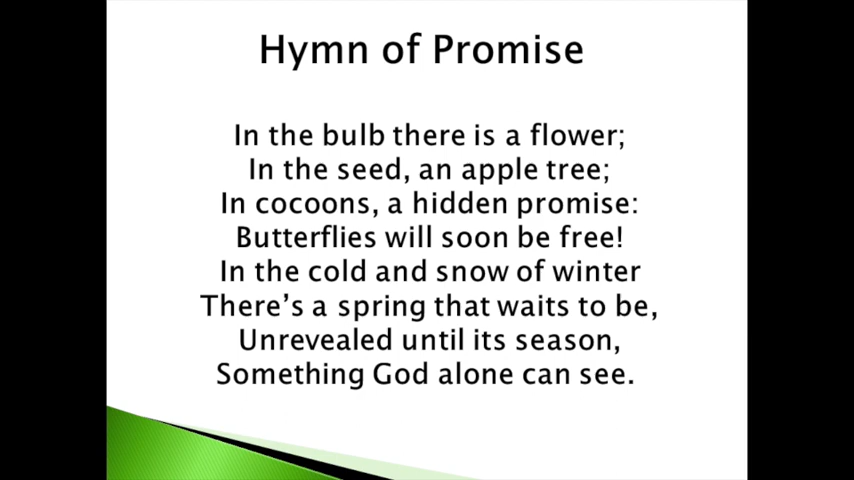 Hymn of Promise
In the bulb there is a flower;
In the seed, an apple tree;
In cocoons, a hidden promise:
Butterflies will soon be free!
In the cold and snow of winter
There’s a spring that waits to be,
Unrevealed until its season,
Something God alone can see.